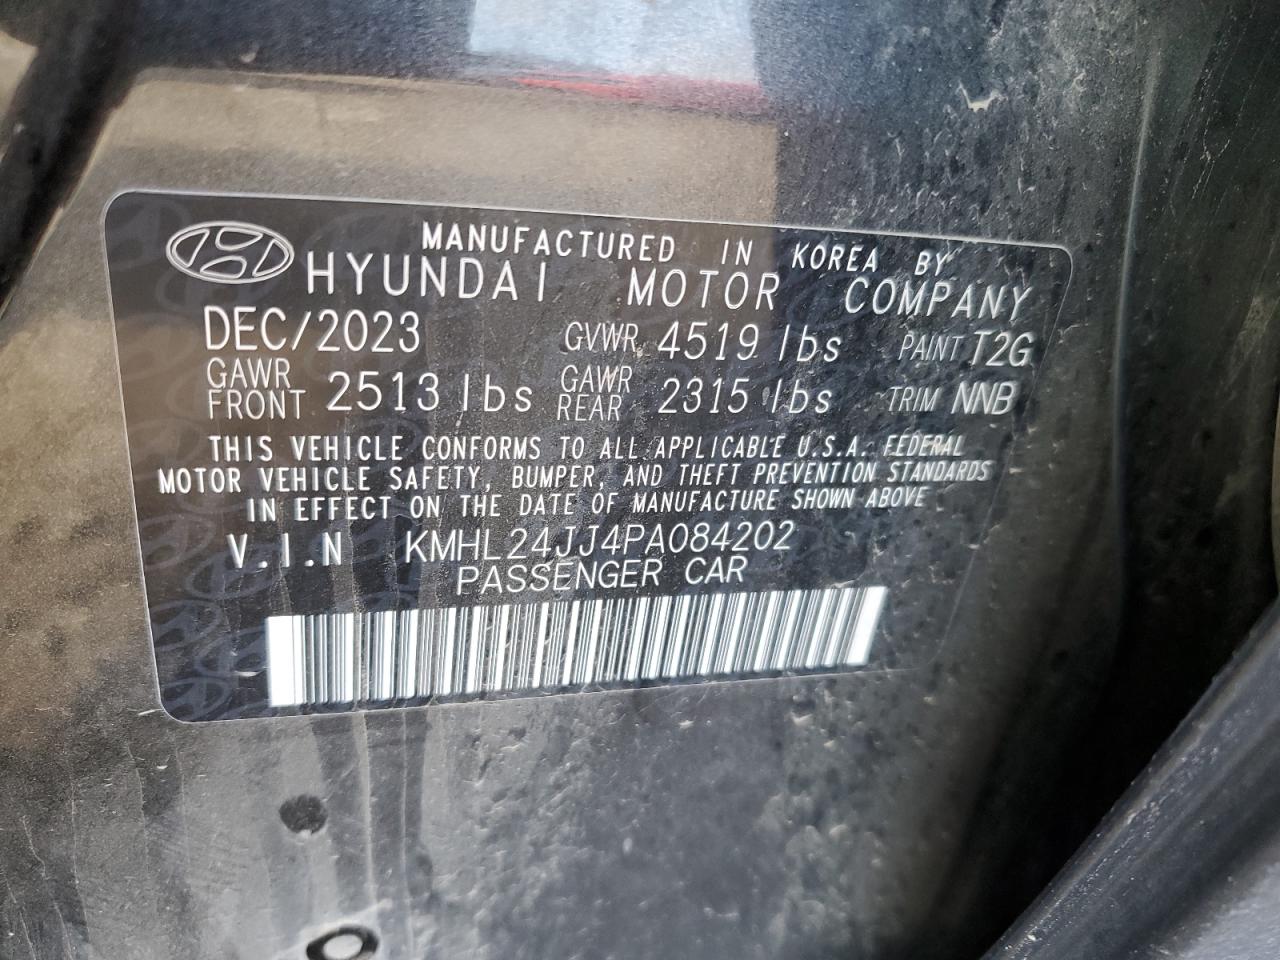 MANUFACTURED IN KOREA BY
HYUNDAI MOTOR COMPANY
DEC/2023 GVWR 4519 lbs PAINT T2G
GAWR FRONT 2513 lbs GAWR REAR 2315 lbs TRIM NNB
THIS VEHICLE CONFORMS TO ALL APPLICABLE U.S.A. FEDERAL
MOTOR VEHICLE SAFETY, BUMPER, AND THEFT PREVENTION STANDARDS
IN EFFECT ON THE DATE OF MANUFACTURE SHOWN ABOVE
V.I.N KMHL24JJ4PA084202
PASSENGER CAR